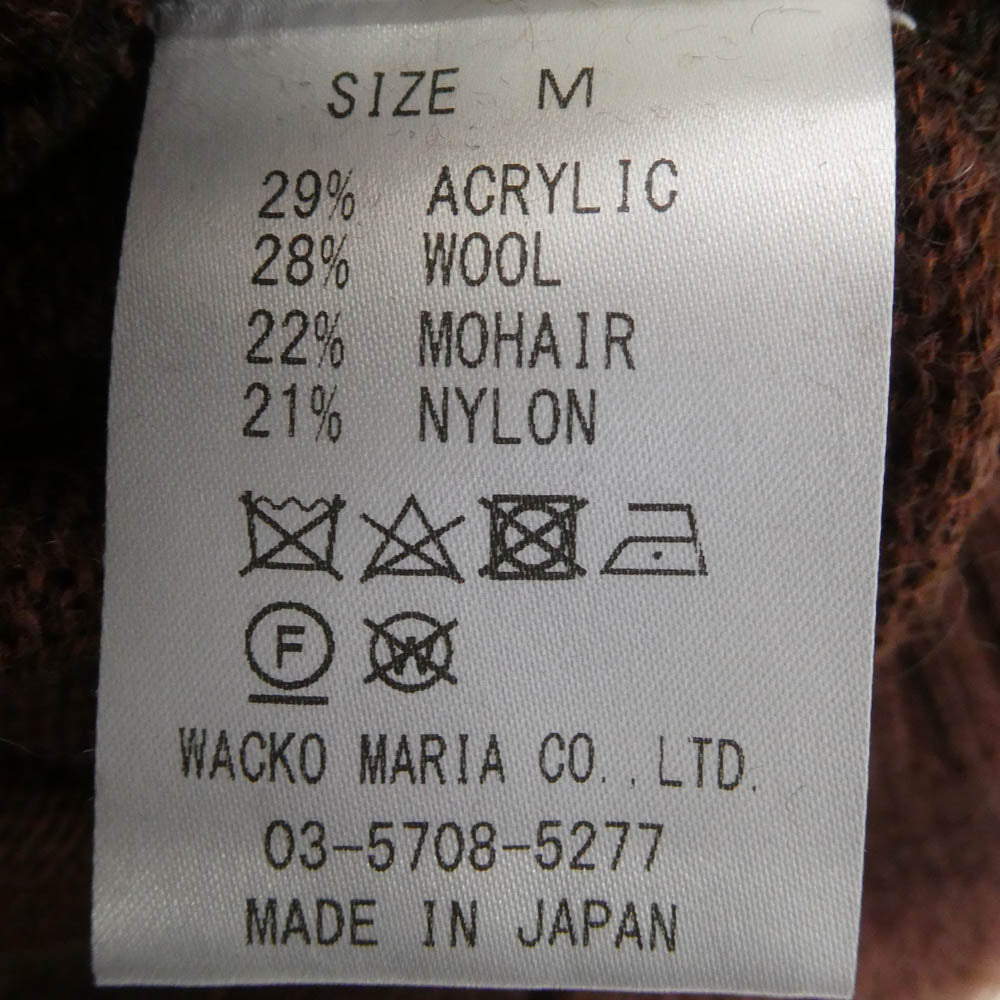 SIZE M
29% ACRYLIC
28% WOOL
22% MOHAIR
21% NYLON
F W
WACKO MARIA CO.,LTD.
03-5708-5277
MADE IN JAPAN